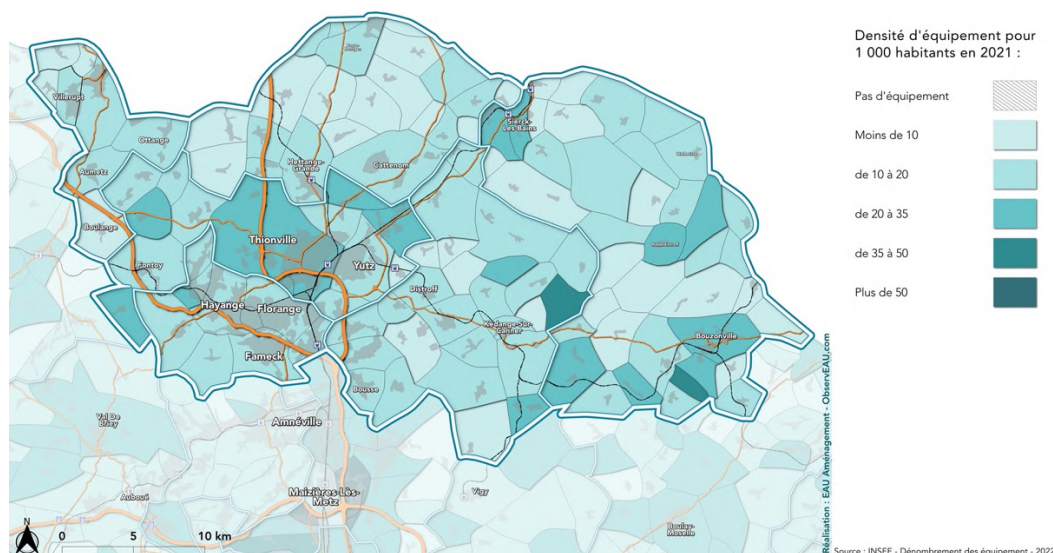 Densité d'équipement pour
1 000 habitants en 2021 :
Pas d'équipement
Moins de 10
de 10 à 20
de 20 à 35
de 35 à 50
Plus de 50
Villerupt
Ottange
Aumetz
Boulange
Fontoy
Hettange-
Grande
Cattenom
Sierck-
Les-Bains
Thionville
Yutz
Hayange
Florange
Distroff
Fameck
Kédange-Sur-
Canner
Bouzonville
Bousse
Val De
Briey
Amnéville
Auboué
Maizières-Lès-
Metz
Vigy
Boulay-
Moselle
N
0 5 10 km
Réalisation : EAU Aménagement - ObservEAU.com
Source : INSEE - Dénombrement des équipement - 2022